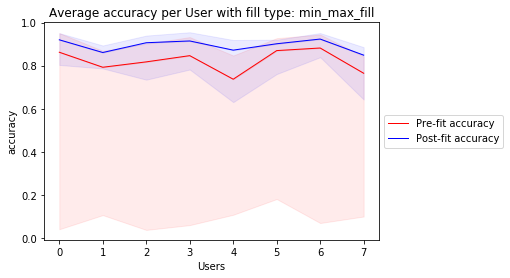 Average accuracy per User with fill type: min_max_fill
1.0
0.8
0.6
0.4
0.2
0.0
accuracy
0 1 2 3 4 5 6 7
Users
Pre-fit accuracy
Post-fit accuracy